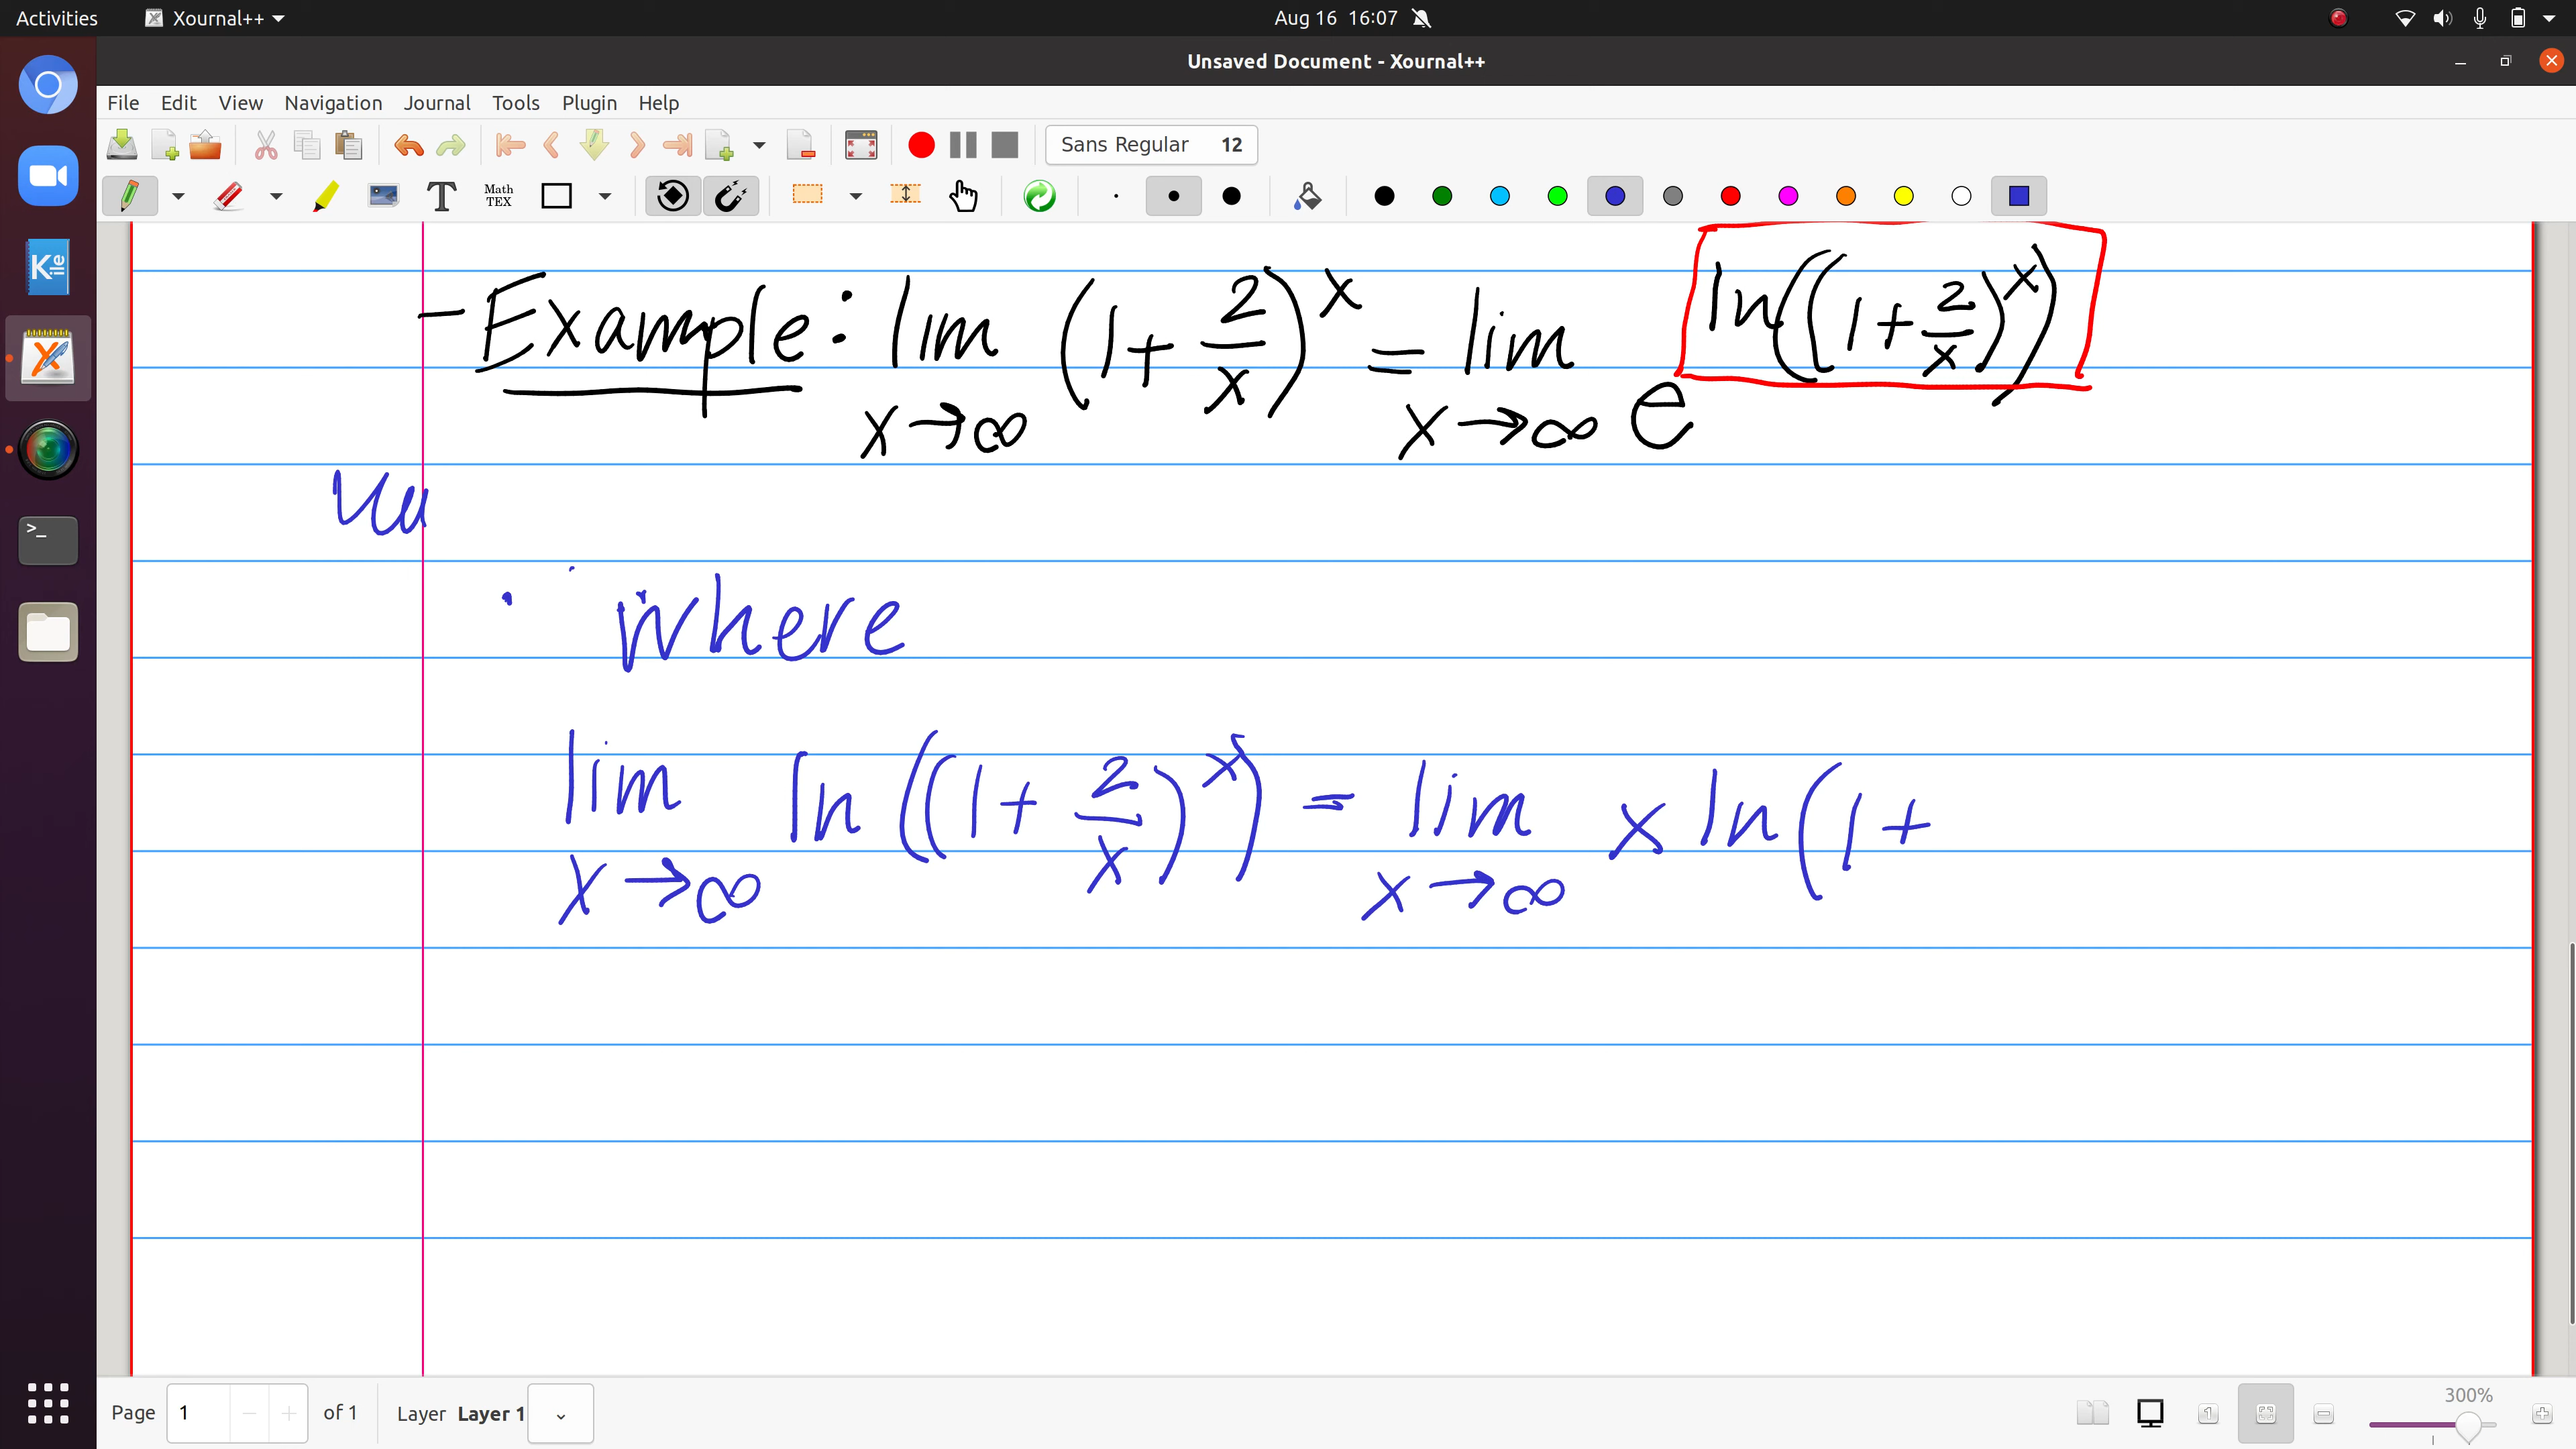 Activities Xournal++ Aug 16 16:07
Unsaved Document - Xournal++
File Edit View Navigation Journal Tools Plugin Help
Sans Regular 12
Math TEX
- Example: lim x→∞ (1 + 2/x)^x = lim x→∞ e^ln((1 + 2/x)^x)
where
lim x→∞ ln((1 + 2/x)^x) = lim x→∞ x ln(1 +
Page 1 of 1 Layer Layer 1 300%